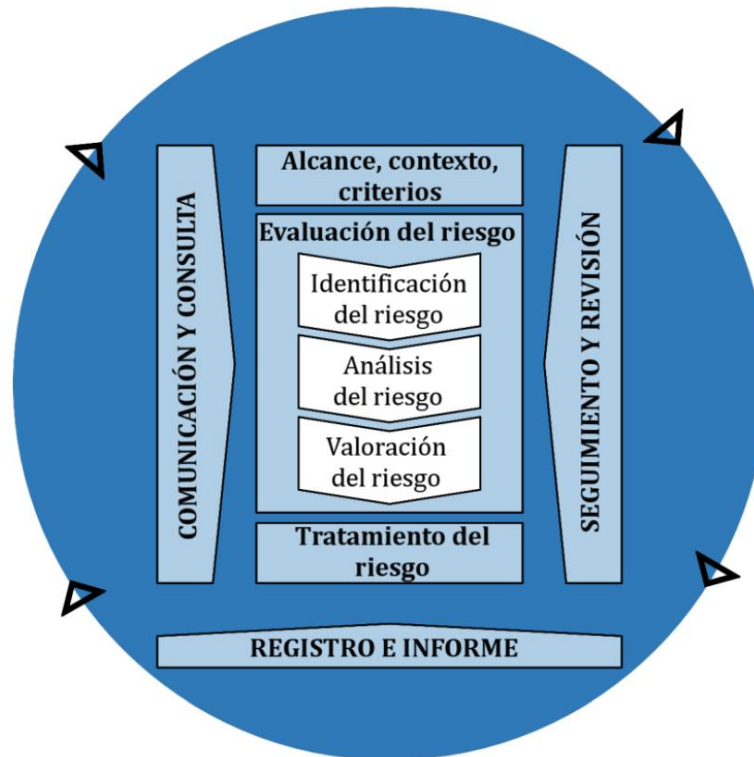 Alcance, contexto,
criterios
Evaluación del riesgo
Identificación
del riesgo
Análisis
del riesgo
Valoración
del riesgo
Tratamiento del
riesgo
COMUNICACIÓN Y CONSULTA
SEGUIMIENTO Y REVISIÓN
REGISTRO E INFORME